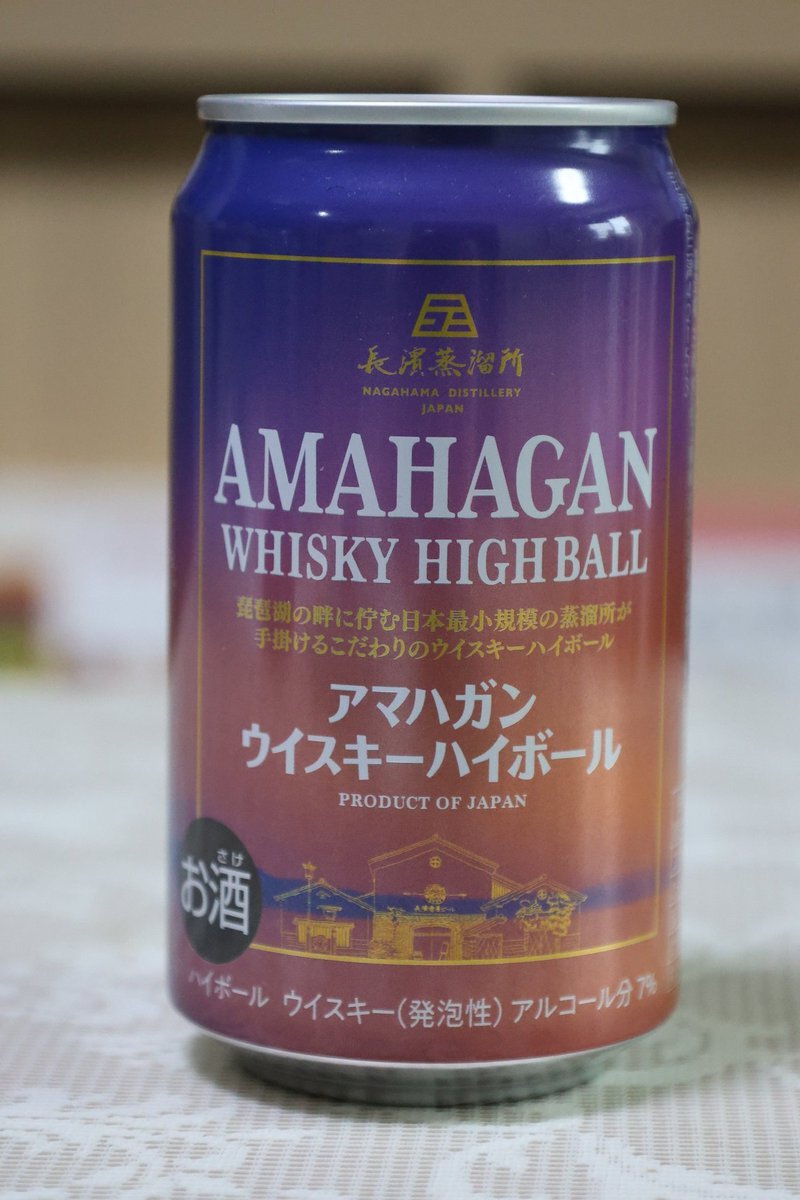 長濱蒸溜所
NAGAHAMA DISTILLERY
JAPAN
AMAHAGAN
WHISKY HIGHBALL
琵琶湖の畔に佇む日本最小規模の蒸溜所が
手掛けるこだわりのウイスキーハイボール
アマハガン
ウイスキーハイボール
PRODUCT OF JAPAN
さけ
お酒
ハイボール ウイスキー(発泡性) アルコール分 7%